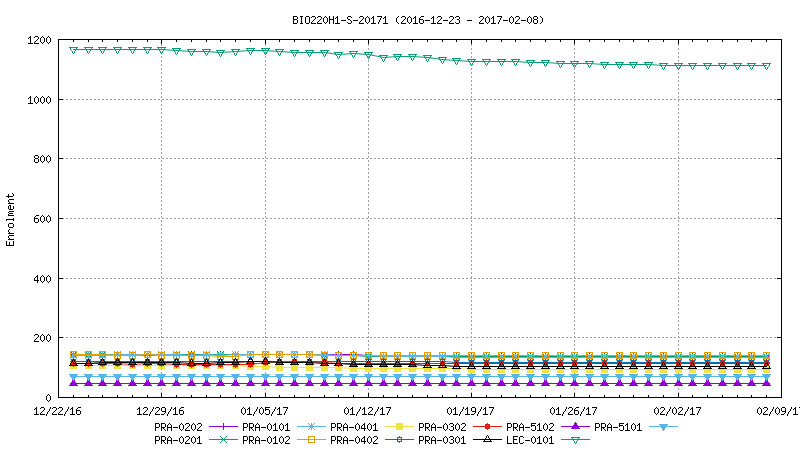 BIO220H1-S-20171 (2016-12-23 - 2017-02-08)
1200
1000
800
600
400
200
0
Enrolment
12/22/16 12/29/16 01/05/17 01/12/17 01/19/17 01/26/17 02/02/17 02/09/17
PRA-0202 PRA-0101 PRA-0401 PRA-0302 PRA-5102 PRA-5101
PRA-0201 PRA-0102 PRA-0402 PRA-0301 LEC-0101